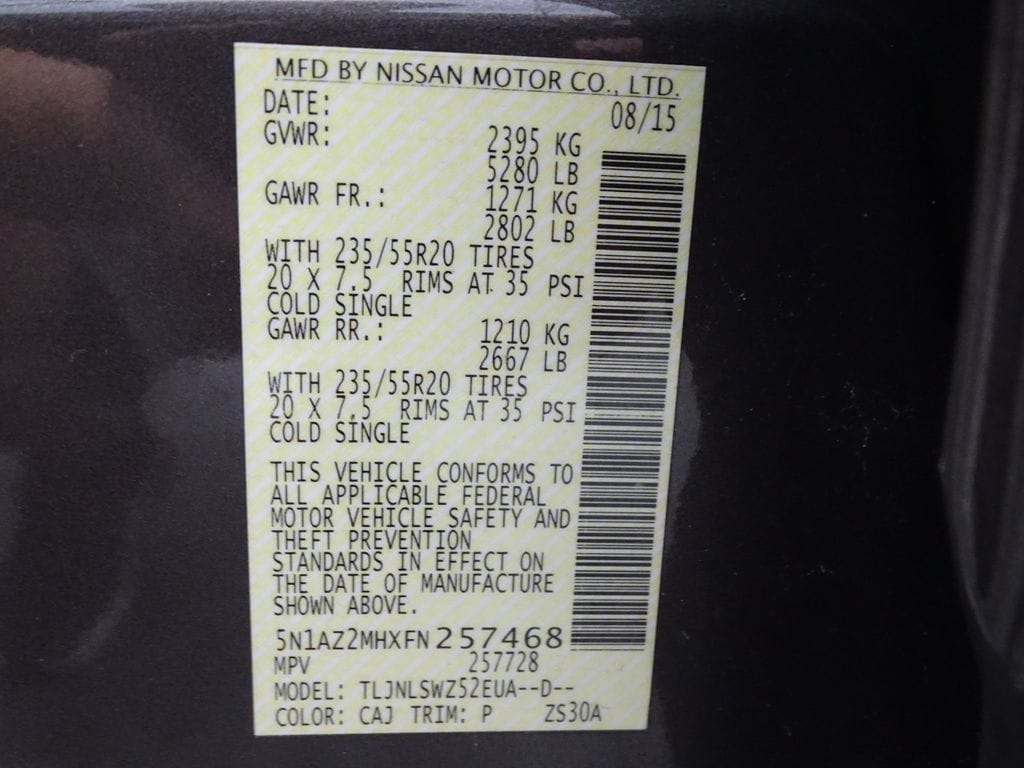 MFD BY NISSAN MOTOR CO., LTD.
DATE: 08/15
GVWR: 2395 KG
5280 LB
GAWR FR.: 1271 KG
2802 LB
WITH 235/55R20 TIRES
20 X 7.5 RIMS AT 35 PSI
COLD SINGLE
GAWR RR.: 1210 KG
2667 LB
WITH 235/55R20 TIRES
20 X 7.5 RIMS AT 35 PSI
COLD SINGLE
THIS VEHICLE CONFORMS TO
ALL APPLICABLE FEDERAL
MOTOR VEHICLE SAFETY AND
THEFT PREVENTION
STANDARDS IN EFFECT ON
THE DATE OF MANUFACTURE
SHOWN ABOVE.
5N1AZ2MHXFN257468
MPV 257728
MODEL: TLJNLSWZ52EUA--D--
COLOR: CAJ TRIM: P ZS30A